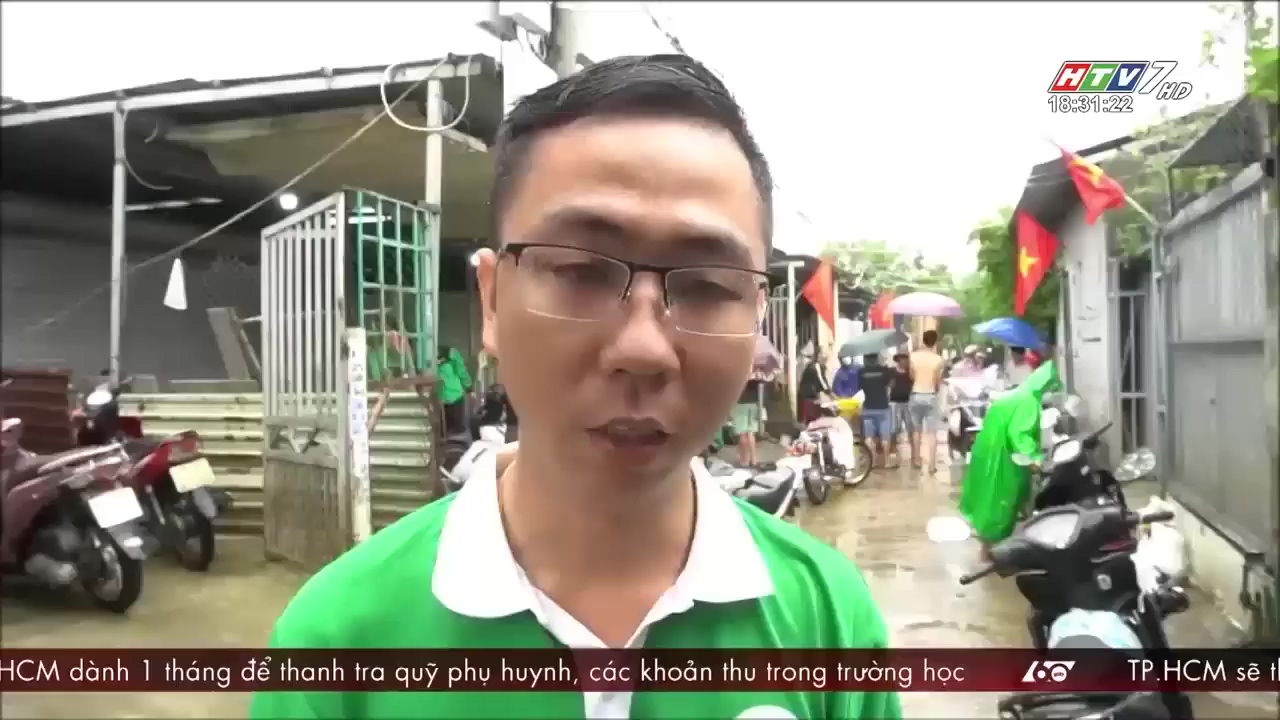 HTV7 HD
18:31:22
HCM dành 1 tháng để thanh tra quỹ phụ huynh, các khoản thu trong trường học 60 TP.HCM sẽ